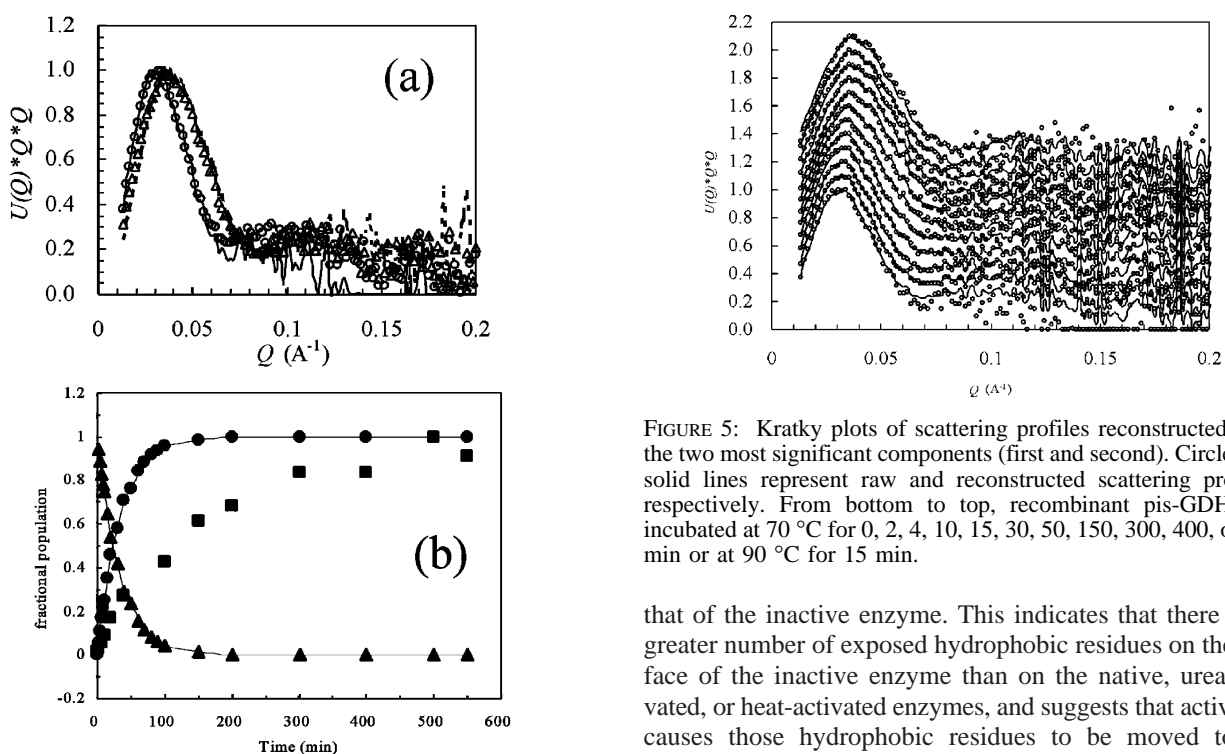 1.2
1.0
0.8
0.6
0.4
0.2
0.0
U(Q)*Q*Q
(a)
0 0.05 0.1 0.15 0.2
Q (A-1)
1.2
1
0.8
0.6
0.4
0.2
0
-0.2
fractional population
(b)
0 100 200 300 400 500 600
Time (min)
2.2
2.0
1.8
1.6
1.4
1.2
1.0
0.8
0.6
0.4
0.2
0.0
U(Q)*Q*Q
0 0.05 0.1 0.15 0.2
Q (A-1)
FIGURE 5: Kratky plots of scattering profiles reconstructed
the two most significant components (first and second). Circle
solid lines represent raw and reconstructed scattering pro
respectively. From bottom to top, recombinant pis-GDH
incubated at 70 °C for 0, 2, 4, 10, 15, 30, 50, 150, 300, 400, o
min or at 90 °C for 15 min.
that of the inactive enzyme. This indicates that there
greater number of exposed hydrophobic residues on the
face of the inactive enzyme than on the native, urea
vated, or heat-activated enzymes, and suggests that activ
causes those hydrophobic residues to be moved to